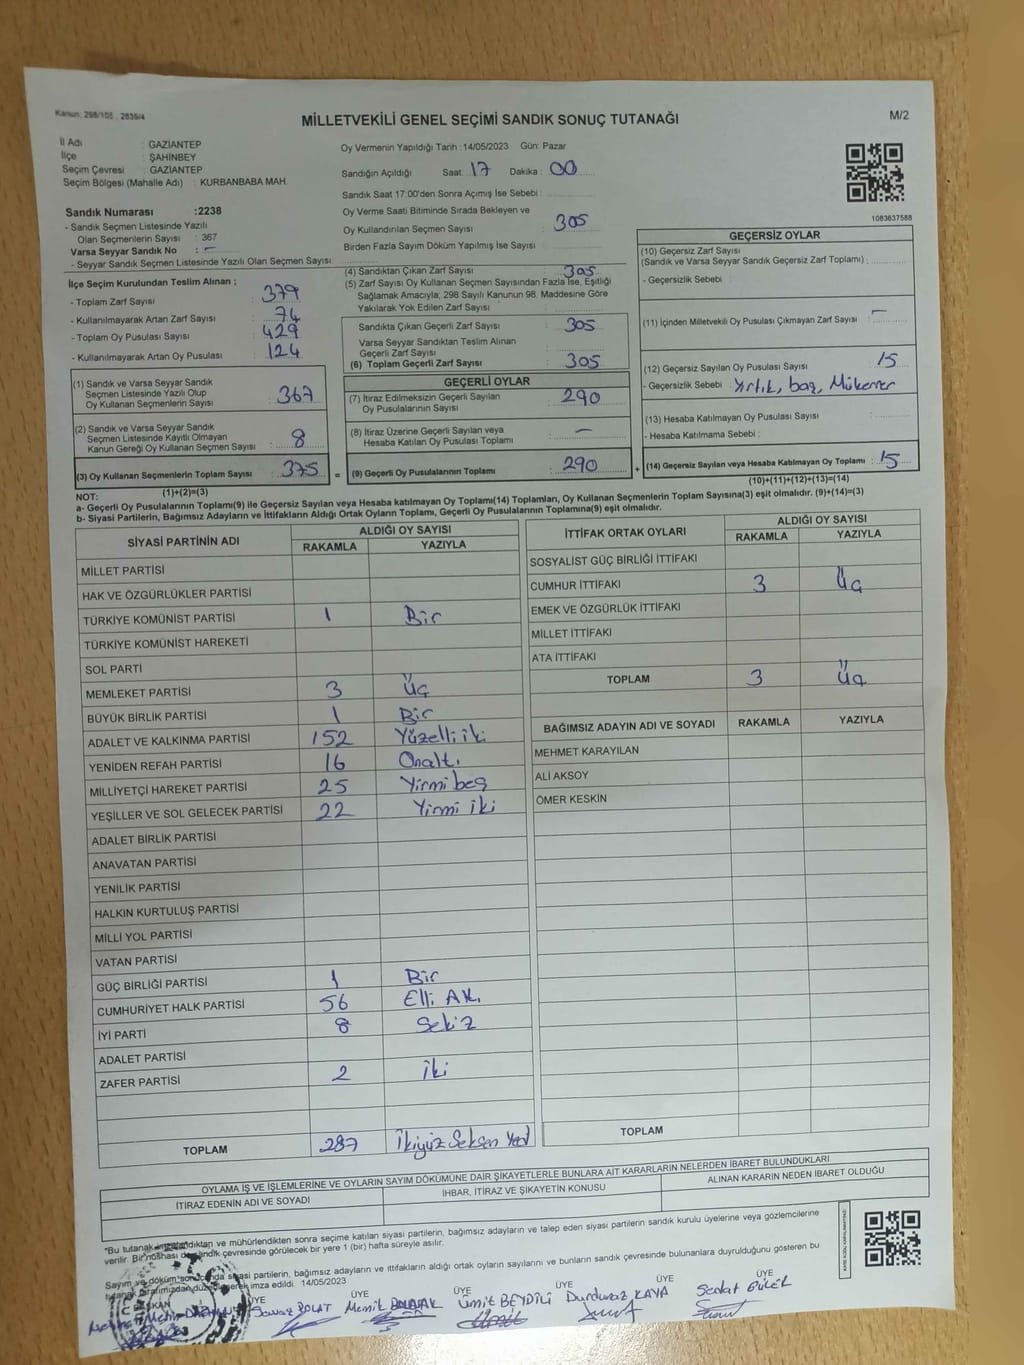 Kanun: 298/105 , 2839/4
MİLLETVEKİLİ GENEL SEÇİMİ SANDIK SONUÇ TUTANAĞI
M/2
İl Adı : GAZİANTEP
İlçe : ŞAHİNBEY
Seçim Çevresi : GAZİANTEP
Seçim Bölgesi (Mahalle Adı) : KURBANBABA MAH.
Sandık Numarası :2238
- Sandık Seçmen Listesinde Yazılı
Olan Seçmenlerin Sayısı : 367
Varsa Seyyar Sandık No : -
- Seyyar Sandık Seçmen Listesinde Yazılı Olan Seçmen Sayısı:
Oy Vermenin Yapıldığı Tarih :14/05/2023 Gün: Pazar
Sandığın Açıldığı Saat: 17 Dakika : 00
Sandık Saat 17:00'den Sonra Açımış İse Sebebi :
Oy Verme Saati Bitiminde Sırada Bekleyen ve
Oy Kullandırılan Seçmen Sayısı : 305
Birden Fazla Sayım Döküm Yapılmış İse Sayısı :
1083637588
İlçe Seçim Kurulundan Teslim Alınan ;
- Toplam Zarf Sayısı : 379
- Kullanılmayarak Artan Zarf Sayısı : 74
- Toplam Oy Pusulası Sayısı : 429
- Kullanılmayarak Artan Oy Pusulası : 124
(1) Sandık ve Varsa Seyyar Sandık
Seçmen Listesinde Yazılı Olup
Oy Kullanan Seçmenlerin Sayısı : 367
(2) Sandık ve Varsa Seyyar Sandık
Seçmen Listesinde Kayıtlı Olmayan
Kanun Gereği Oy Kullanan Seçmen Sayısı : 8
(3) Oy Kullanan Seçmenlerin Toplam Sayısı : 375
(1)+(2)=(3)
(4) Sandıktan Çıkan Zarf Sayısı : 305
(5) Zarf Sayısı Oy Kullanan Seçmen Sayısından Fazla İse, Eşitliği
Sağlamak Amacıyla, 298 Sayılı Kanunun 98. Maddesine Göre
Yakılarak Yok Edilen Zarf Sayısı :
Sandıkta Çıkan Geçerli Zarf Sayısı : 305
Varsa Seyyar Sandıktan Teslim Alınan
Geçerli Zarf Sayısı :
(6) Toplam Geçerli Zarf Sayısı : 305
GEÇERLİ OYLAR
(7) İtiraz Edilmeksizin Geçerli Sayılan
Oy Pusulalarının Sayısı : 290
(8) İtiraz Üzerine Geçerli Sayılan veya
Hesaba Katılan Oy Pusulası Toplamı : -
= (9) Geçerli Oy Pusulalarının Toplamı : 290
GEÇERSİZ OYLAR
(10) Geçersiz Zarf Sayısı
(Sandık ve Varsa Seyyar Sandık Geçersiz Zarf Toplamı) :
- Geçersizlik Sebebi :
(11) İçinden Milletvekili Oy Pusulası Çıkmayan Zarf Sayısı : -
(12) Geçersiz Sayılan Oy Pusulası Sayısı : 15
- Geçersizlik Sebebi : Yırtık, boş, Mükerrer
(13) Hesaba Katılmayan Oy Pusulası Sayısı :
- Hesaba Katılmama Sebebi :
+ (14) Geçersiz Sayılan veya Hesaba Katılmayan Oy Toplamı : 15
(10)+(11)+(12)+(13)=(14)
NOT:
a- Geçerli Oy Pusulalarının Toplamı(9) ile Geçersiz Sayılan veya Hesaba katılmayan Oy Toplamı(14) Toplamları, Oy Kullanan Seçmenlerin Toplam Sayısına(3) eşit olmalıdır. (9)+(14)=(3)
b- Siyasi Partilerin, Bağımsız Adayların ve İttifakların Aldığı Ortak Oyların Toplamı, Geçerli Oy Pusulalarının Toplamına(9) eşit olmalıdır.
SİYASİ PARTİNİN ADI ALDIĞI OY SAYISI
RAKAMLA YAZIYLA
MİLLET PARTİSİ
HAK VE ÖZGÜRLÜKLER PARTİSİ
TÜRKİYE KOMÜNİST PARTİSİ 1 Bir
TÜRKİYE KOMÜNİST HAREKETİ
SOL PARTİ
MEMLEKET PARTİSİ 3 Üç
BÜYÜK BİRLİK PARTİSİ 1 Bir
ADALET VE KALKINMA PARTİSİ 152 Yüzelli iki
YENİDEN REFAH PARTİSİ 16 Onaltı
MİLLİYETÇİ HAREKET PARTİSİ 25 Yirmi beş
YEŞİLLER VE SOL GELECEK PARTİSİ 22 Yirmi iki
ADALET BİRLİK PARTİSİ
ANAVATAN PARTİSİ
YENİLİK PARTİSİ
HALKIN KURTULUŞ PARTİSİ
MİLLİ YOL PARTİSİ
VATAN PARTİSİ
GÜÇ BİRLİĞİ PARTİSİ 1 Bir
CUMHURİYET HALK PARTİSİ 56 Elli Altı
İYİ PARTİ 8 Sekiz
ADALET PARTİSİ
ZAFER PARTİSİ 2 İki
TOPLAM 287 İkiyüz Seksen Yedi
İTTİFAK ORTAK OYLARI ALDIĞI OY SAYISI
RAKAMLA YAZIYLA
SOSYALİST GÜÇ BİRLİĞİ İTTİFAKI
CUMHUR İTTİFAKI 3 Üç
EMEK VE ÖZGÜRLÜK İTTİFAKI
MİLLET İTTİFAKI
ATA İTTİFAKI
TOPLAM 3 Üç
BAĞIMSIZ ADAYIN ADI VE SOYADI RAKAMLA YAZIYLA
MEHMET KARAYILAN
ALİ AKSOY
ÖMER KESKİN
TOPLAM
OYLAMA İŞ VE İŞLEMLERİNE VE OYLARIN SAYIM DÖKÜMÜNE DAİR ŞİKAYETLERLE BUNLARA AİT KARARLARIN NELERDEN İBARET BULUNDUKLARI
İTİRAZ EDENİN ADI VE SOYADI İHBAR, İTİRAZ VE ŞİKAYETİN KONUSU ALINAN KARARIN NEDEN İBARET OLDUĞU
*Bu tutanak imzalandıktan ve mühürlendikten sonra seçime katılan siyasi partilerin, bağımsız adayların ve talep eden siyasi partilerin sandık kurulu üyelerine veya gözlemcilerine
verilir. Bir nüshası da sandık çevresinde görülecek bir yere 1 (bir) hafta süreyle asılır.
Sayım ve döküm sonucunda siyasi partilerin, bağımsız adayların ve ittifakların aldığı ortak oyların sayılarını ve bunların sandık çevresinde bulunanlara duyrulduğunu gösteren bu
tutanak tarafımızdan düzenlenerek imza edildi. 14/05/2023
BAŞKAN ÜYE ÜYE ÜYE ÜYE ÜYE
Savaş POLAT Memik Ümit BEYDİLİ Durduraz KAYA Sedat GÜLER